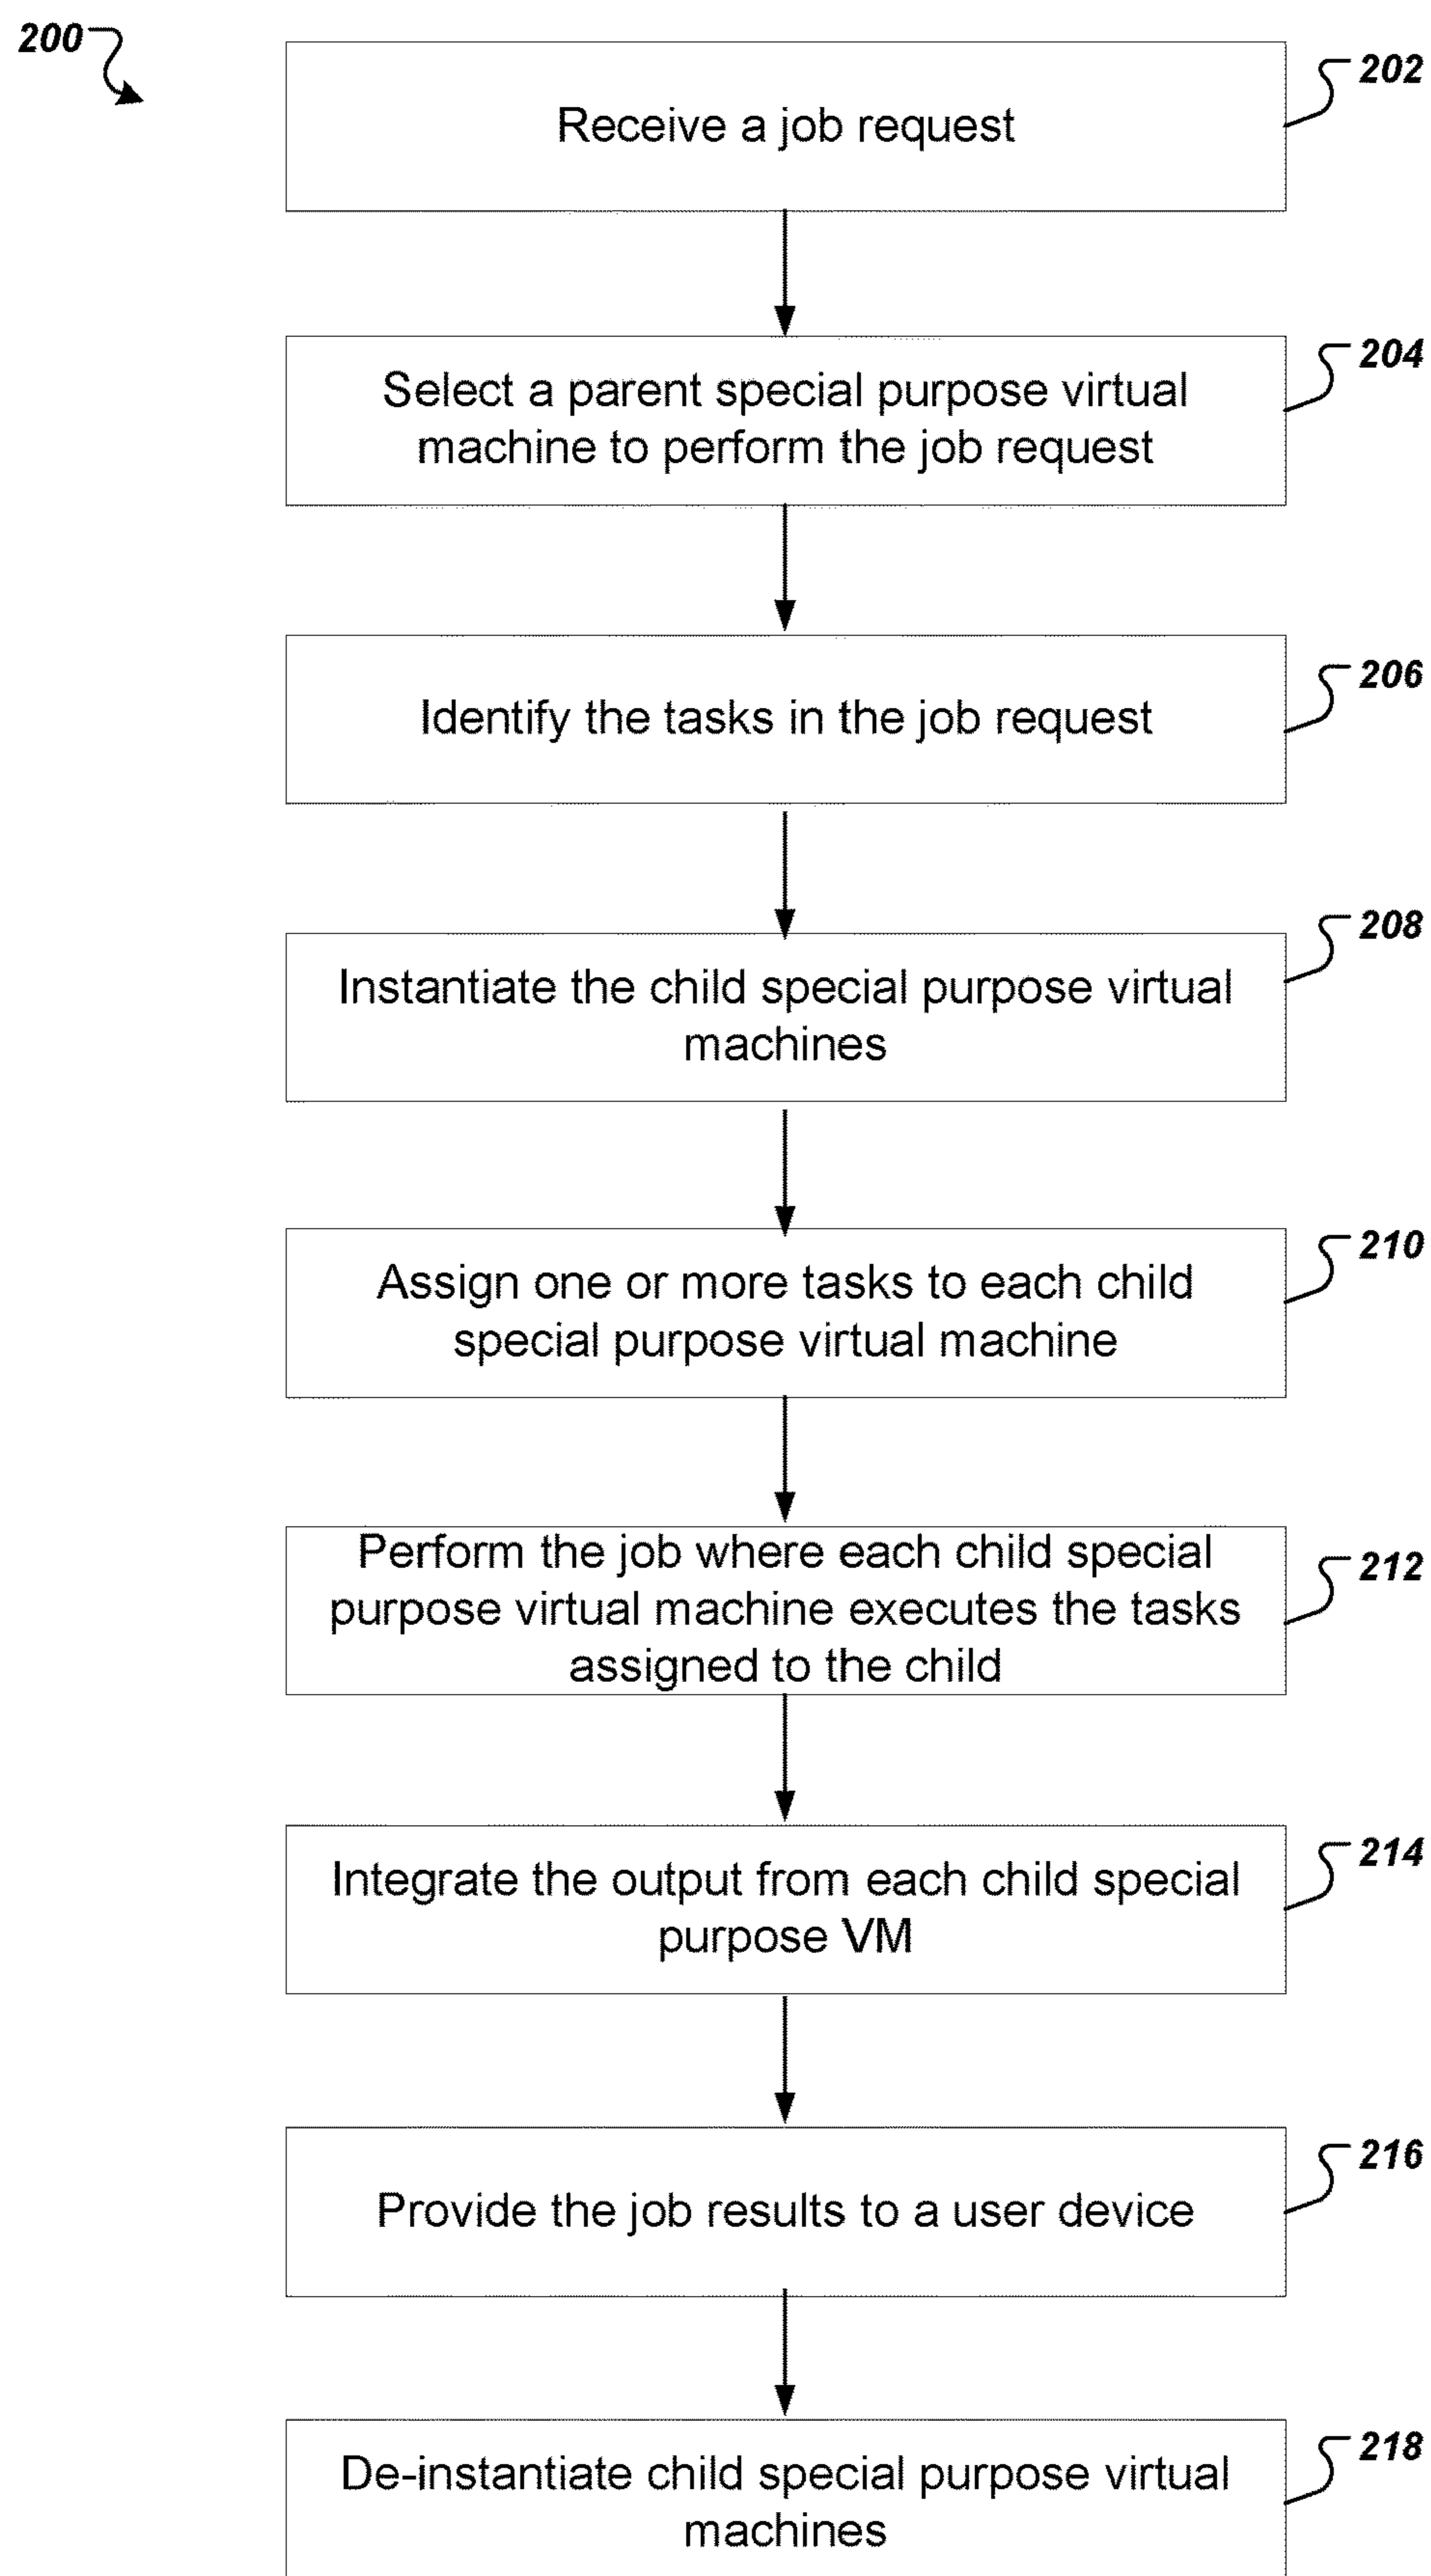 200
202
Receive a job request
204
Select a parent special purpose virtual
machine to perform the job request
206
Identify the tasks in the job request
208
Instantiate the child special purpose virtual
machines
210
Assign one or more tasks to each child
special purpose virtual machine
212
Perform the job where each child special
purpose virtual machine executes the tasks
assigned to the child
214
Integrate the output from each child special
purpose VM
216
Provide the job results to a user device
218
De-instantiate child special purpose virtual
machines